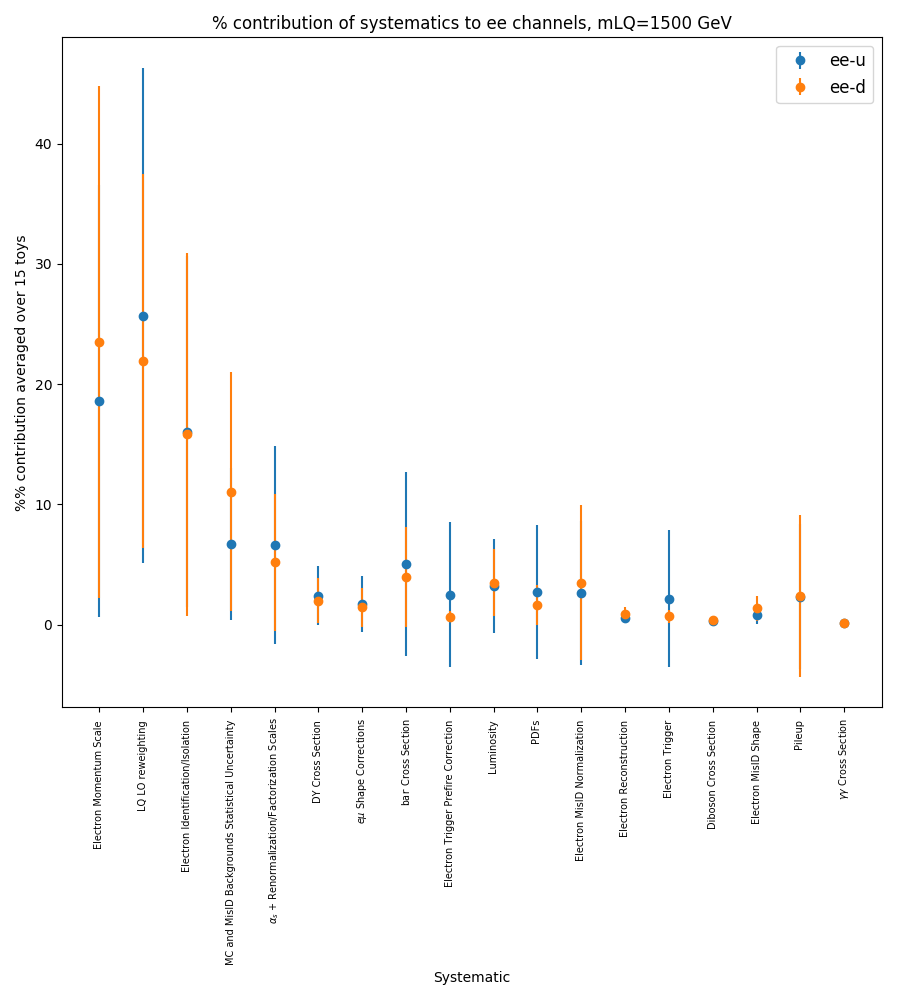 % contribution of systematics to ee channels, mLQ=1500 GeV
ee-u
ee-d
%% contribution averaged over 15 toys
40
30
20
10
0
Electron Momentum Scale
LQ LO reweighting
Electron Identification/Isolation
MC and MisID Backgrounds Statistical Uncertainty
αs + Renormalization/Factorization Scales
DY Cross Section
eμ Shape Corrections
bar Cross Section
Electron Trigger Prefire Correction
Luminosity
PDFs
Electron MisID Normalization
Electron Reconstruction
Electron Trigger
Diboson Cross Section
Electron MisID Shape
Pileup
γγ Cross Section
Systematic